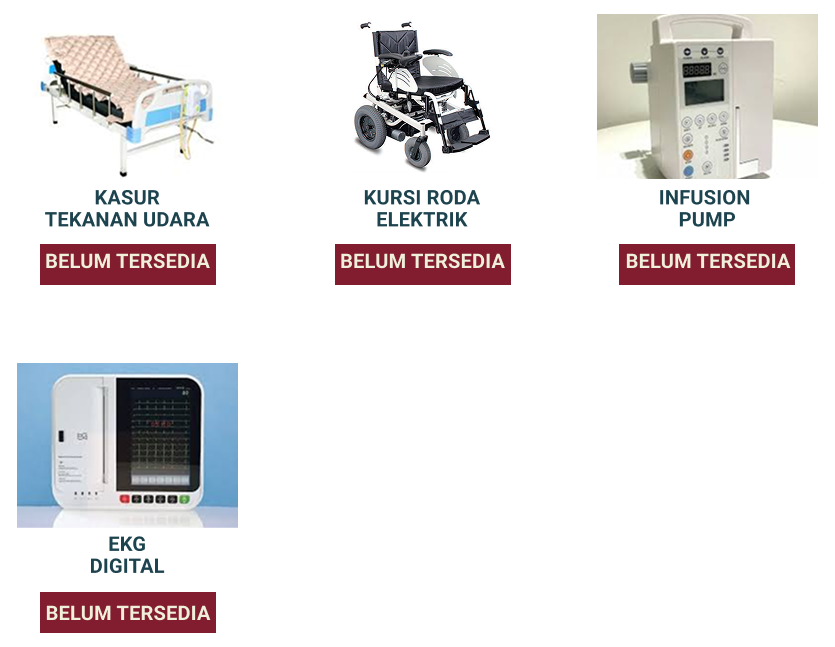 KASUR
TEKANAN UDARA
BELUM TERSEDIA
KURSI RODA
ELEKTRIK
BELUM TERSEDIA
INFUSION
PUMP
BELUM TERSEDIA
EKG
DIGITAL
BELUM TERSEDIA